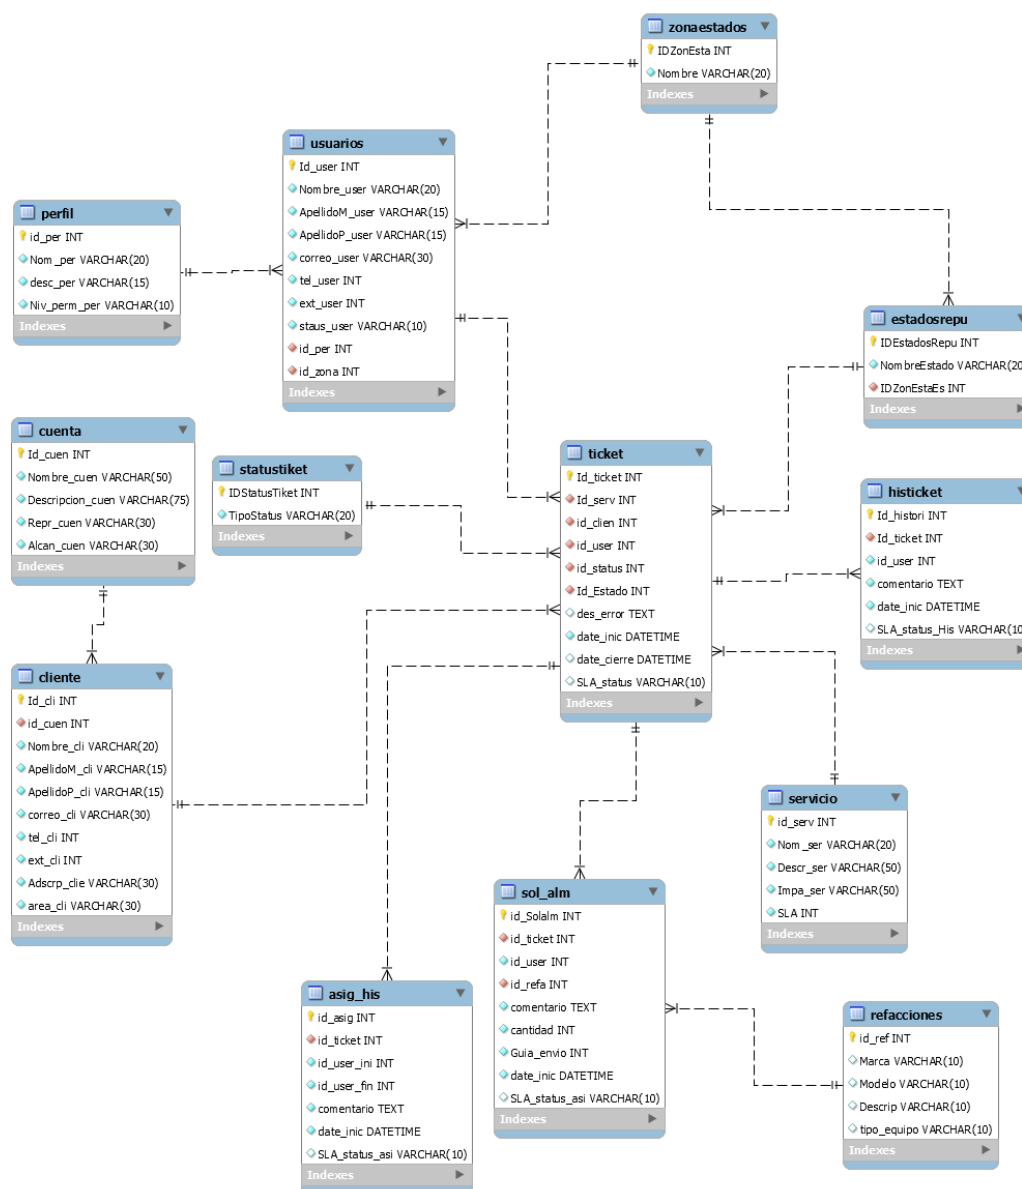 zonaestados
IDZonEsta INT
Nombre VARCHAR(20)
Indexes
usuarios
Id_user INT
Nombre_user VARCHAR(20)
ApellidoM_user VARCHAR(15)
ApellidoP_user VARCHAR(15)
correo_user VARCHAR(30)
tel_user INT
ext_user INT
staus_user VARCHAR(10)
id_per INT
id_zona INT
Indexes
perfil
id_per INT
Nom_per VARCHAR(20)
desc_per VARCHAR(15)
Niv_perm_per VARCHAR(10)
Indexes
estadosrepu
IDEstadosRepu INT
NombreEstado VARCHAR(20
IDZonEstaEs INT
Indexes
cuenta
Id_cuen INT
Nombre_cuen VARCHAR(50)
Descripcion_cuen VARCHAR(75)
Repr_cuen VARCHAR(30)
Alcan_cuen VARCHAR(30)
Indexes
statustiket
IDStatusTiket INT
TipoStatus VARCHAR(20)
Indexes
ticket
Id_ticket INT
Id_serv INT
id_clien INT
id_user INT
id_status INT
Id_Estado INT
des_error TEXT
date_inic DATETIME
date_cierre DATETIME
SLA_status VARCHAR(10)
Indexes
histicket
Id_histori INT
Id_ticket INT
id_user INT
comentario TEXT
date_inic DATETIME
SLA_status_His VARCHAR(10
Indexes
cliente
Id_cli INT
id_cuen INT
Nombre_cli VARCHAR(20)
ApellidoM_cli VARCHAR(15)
ApellidoP_cli VARCHAR(15)
correo_cli VARCHAR(30)
tel_cli INT
ext_cli INT
Adscrp_clie VARCHAR(30)
area_cli VARCHAR(30)
Indexes
servicio
id_serv INT
Nom_ser VARCHAR(20)
Descr_ser VARCHAR(50)
Impa_ser VARCHAR(50)
SLA INT
Indexes
sol_alm
id_Solalm INT
id_ticket INT
id_user INT
id_refa INT
comentario TEXT
cantidad INT
Guia_envio INT
date_inic DATETIME
SLA_status_asi VARCHAR(10)
Indexes
asig_his
id_asig INT
id_ticket INT
id_user_ini INT
id_user_fin INT
comentario TEXT
date_inic DATETIME
SLA_status_asi VARCHAR(10)
Indexes
refacciones
id_ref INT
Marca VARCHAR(10)
Modelo VARCHAR(10)
Descrip VARCHAR(10)
tipo_equipo VARCHAR(10)
Indexes